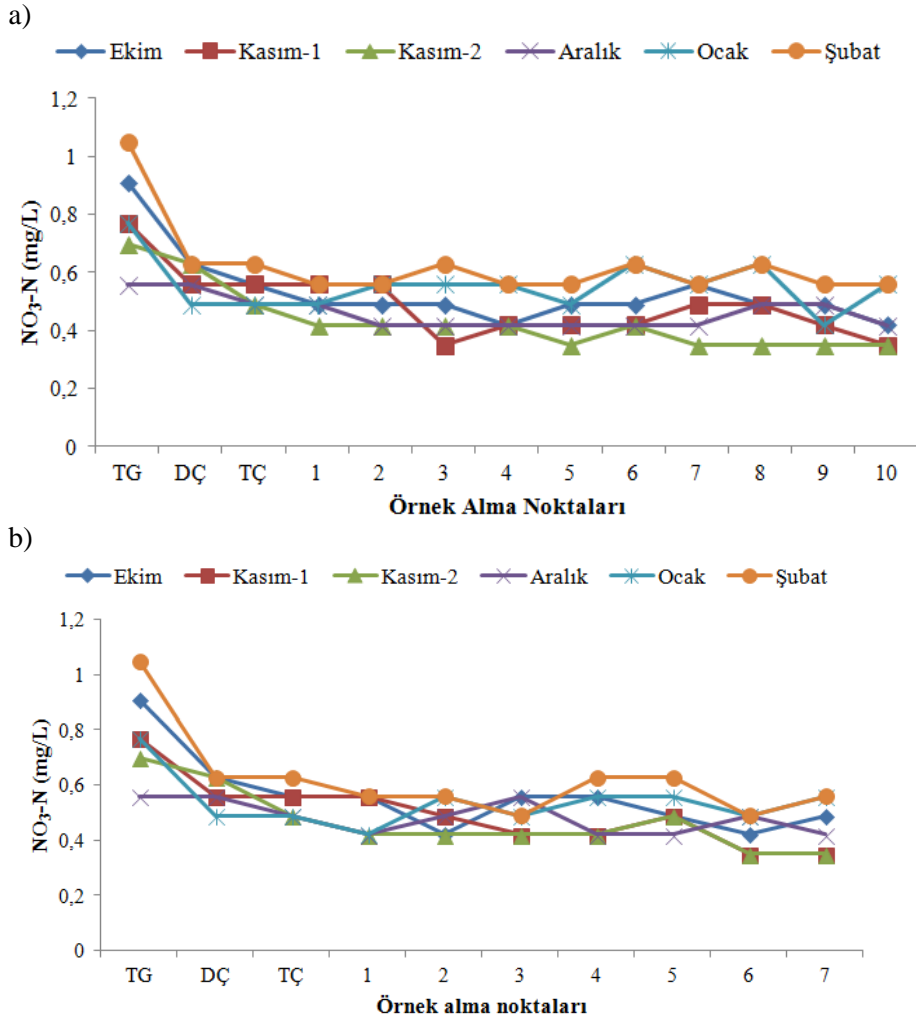 a)
Ekim Kasım-1 Kasım-2 Aralık Ocak Şubat
1,2
1
0,8
0,6
0,4
0,2
0
NO₃-N (mg/L)
TG DÇ TÇ 1 2 3 4 5 6 7 8 9 10
Örnek Alma Noktaları
b)
Ekim Kasım-1 Kasım-2 Aralık Ocak Şubat
1,2
1
0,8
0,6
0,4
0,2
0
NO₃-N (mg/L)
TG DÇ TÇ 1 2 3 4 5 6 7
Örnek alma noktaları